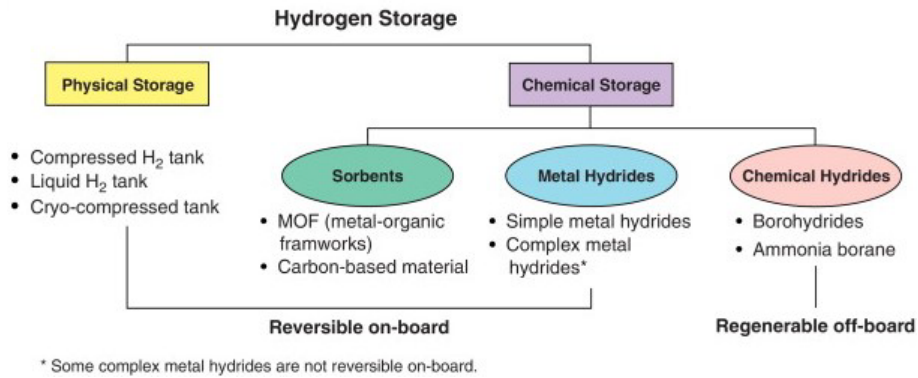 Hydrogen Storage
Physical Storage
Chemical Storage
• Compressed H₂ tank
• Liquid H₂ tank
• Cryo-compressed tank
Sorbents
• MOF (metal-organic
framworks)
• Carbon-based material
Metal Hydrides
• Simple metal hydrides
• Complex metal
hydrides*
Chemical Hydrides
• Borohydrides
• Ammonia borane
Reversible on-board
Regenerable off-board
* Some complex metal hydrides are not reversible on-board.